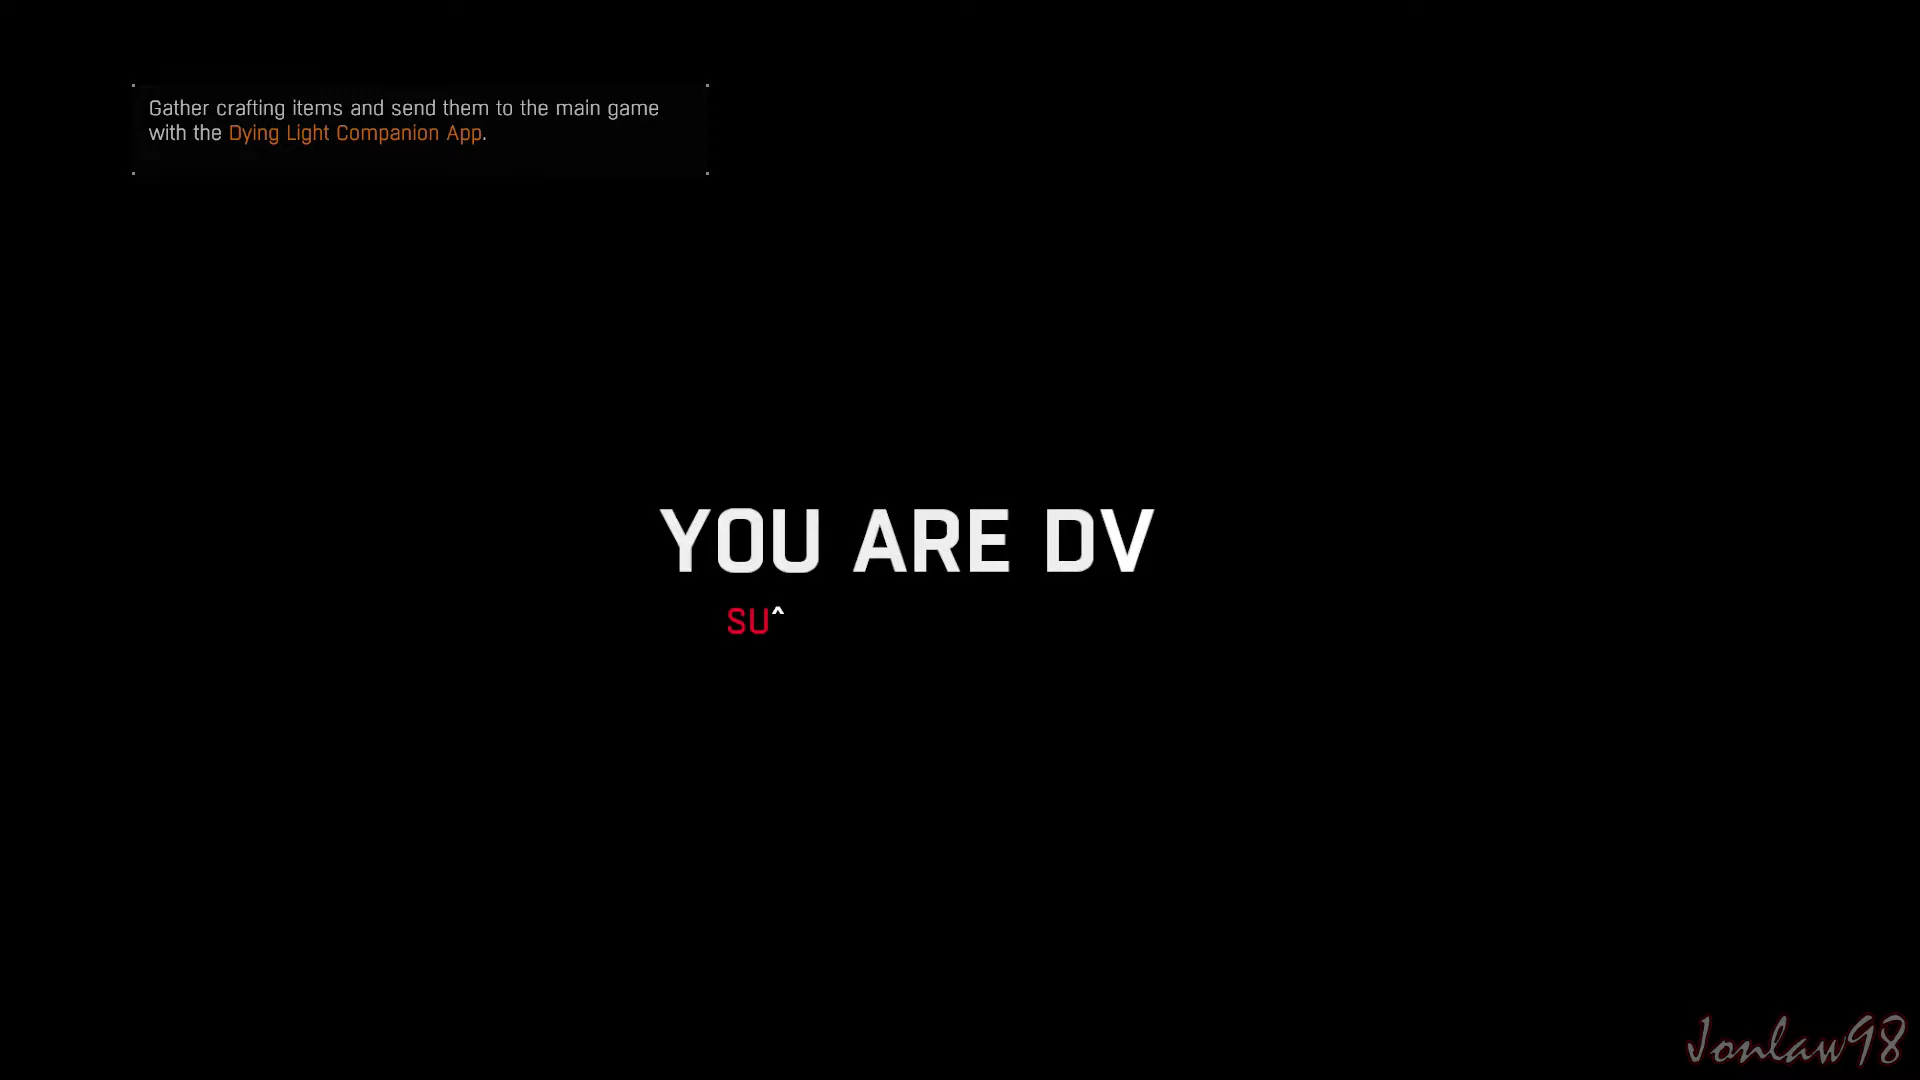 Gather crafting items and send them to the main game
with the Dying Light Companion App.
YOU ARE DV
SU^
Jonlaw98